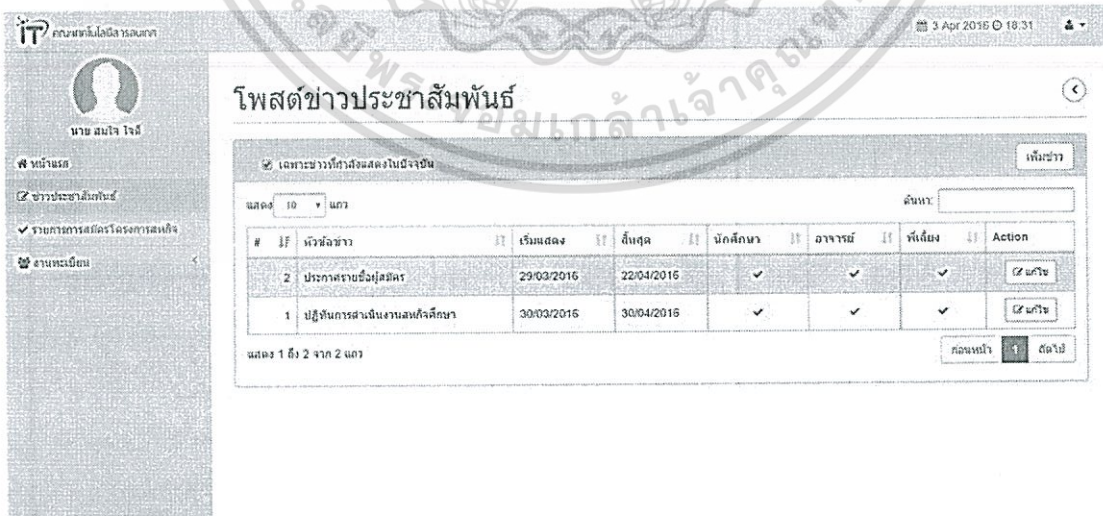 iT คณะเทคโนโลยีสารสนเทศ
3 Apr 2016 18:31
นาย สมใจ ใจดี
หน้าแรก
ข่าวประชาสัมพันธ์
รายการการสมัครโครงการสหกิจ
งานทะเบียน
โพสต์ข่าวประชาสัมพันธ์
เฉพาะข่าวที่กำลังแสดงในปัจจุบัน
เพิ่มข่าว
แสดง 10 แถว
ค้นหา:
# หัวข้อข่าว เริ่มแสดง สิ้นสุด นักศึกษา อาจารย์ พี่เลี้ยง Action
2 ประกาศรายชื่อผู้สมัคร 29/03/2016 22/04/2016 ✔ ✔ ✔ แก้ไข
1 ปฏิทินการดำเนินงานสหกิจศึกษา 30/03/2016 30/04/2016 ✔ ✔ ✔ แก้ไข
แสดง 1 ถึง 2 จาก 2 แถว
ก่อนหน้า 1 ถัดไป